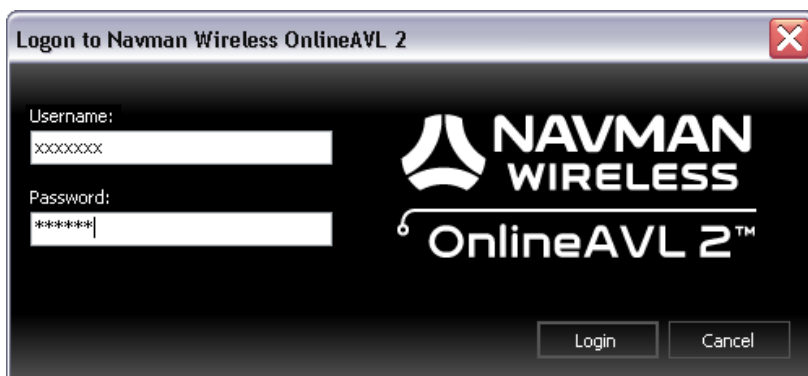 Logon to Navman Wireless OnlineAVL 2
Username:
xxxxxxx
Password:
******
NAVMAN
WIRELESS
OnlineAVL 2™
Login
Cancel